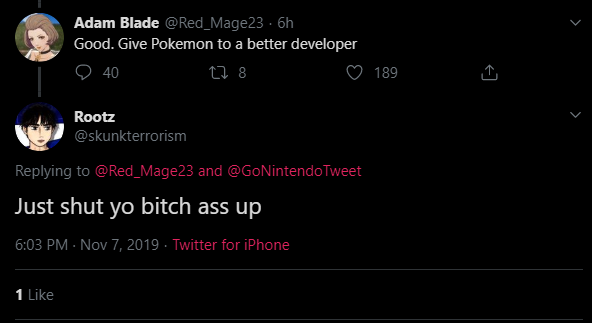 Adam Blade @Red_Mage23 · 6h
Good. Give Pokemon to a better developer
40 8 189
Rootz
@skunkterrorism
Replying to @Red_Mage23 and @GoNintendoTweet
Just shut yo bitch ass up
6:03 PM · Nov 7, 2019 · Twitter for iPhone
1 Like